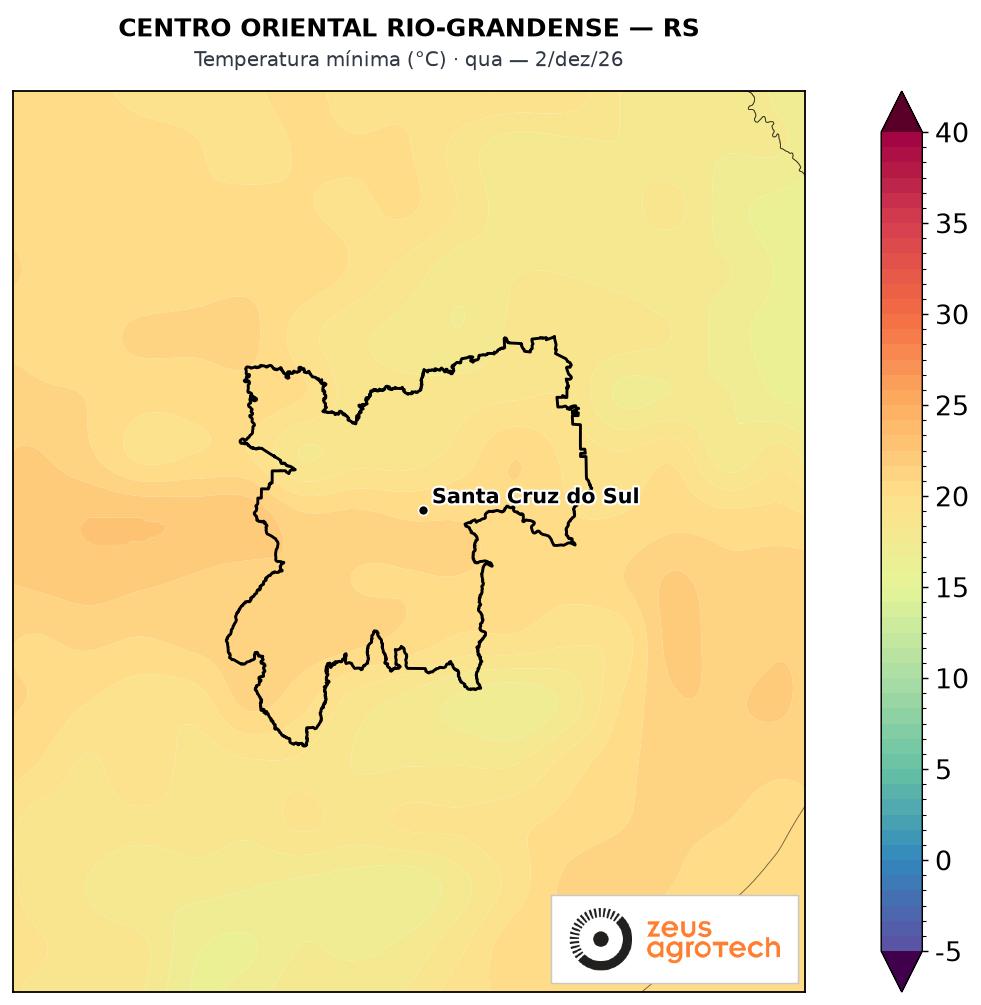 CENTRO ORIENTAL RIO-GRANDENSE — RS
Temperatura mínima (°C) · qua — 2/dez/26
40
35
30
25
20
15
10
5
0
-5
Santa Cruz do Sul
zeus
agrotech